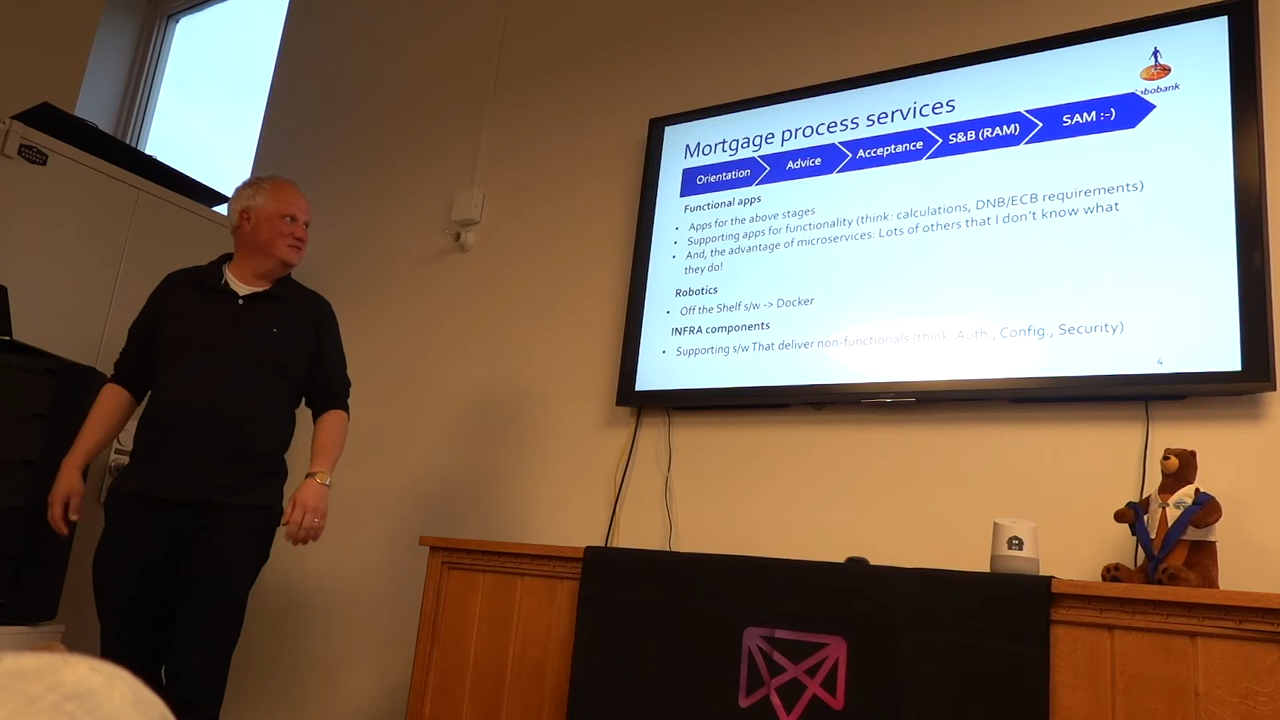 Rabobank
Mortgage process services
Orientation
Advice
Acceptance
S&B (RAM)
SAM :-)
Functional apps
• Apps for the above stages
• Supporting apps for functionality (think: calculations, DNB/ECB requirements)
• And, the advantage of microservices: Lots of others that I don't know what
they do!
Robotics
• Off the Shelf s/w -> Docker
INFRA components
• Supporting s/w That deliver non-functionals (think: Auth., Config., Security)
4